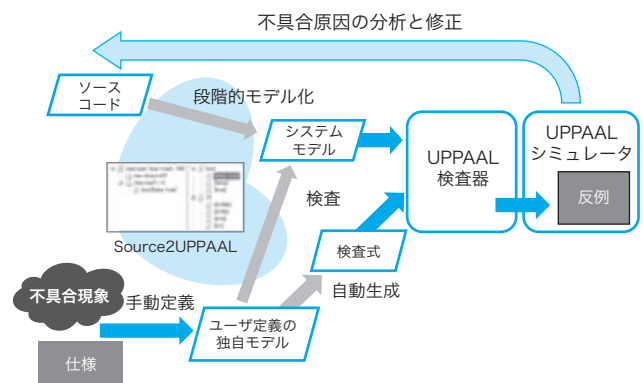 不具合原因の分析と修正
ソース
コード
段階的モデル化
システム
モデル
UPPAAL
検査器
UPPAAL
シミュレータ
反例
検査
Source2UPPAAL
検査式
自動生成
不具合現象
手動定義
ユーザ定義の
独自モデル
仕様